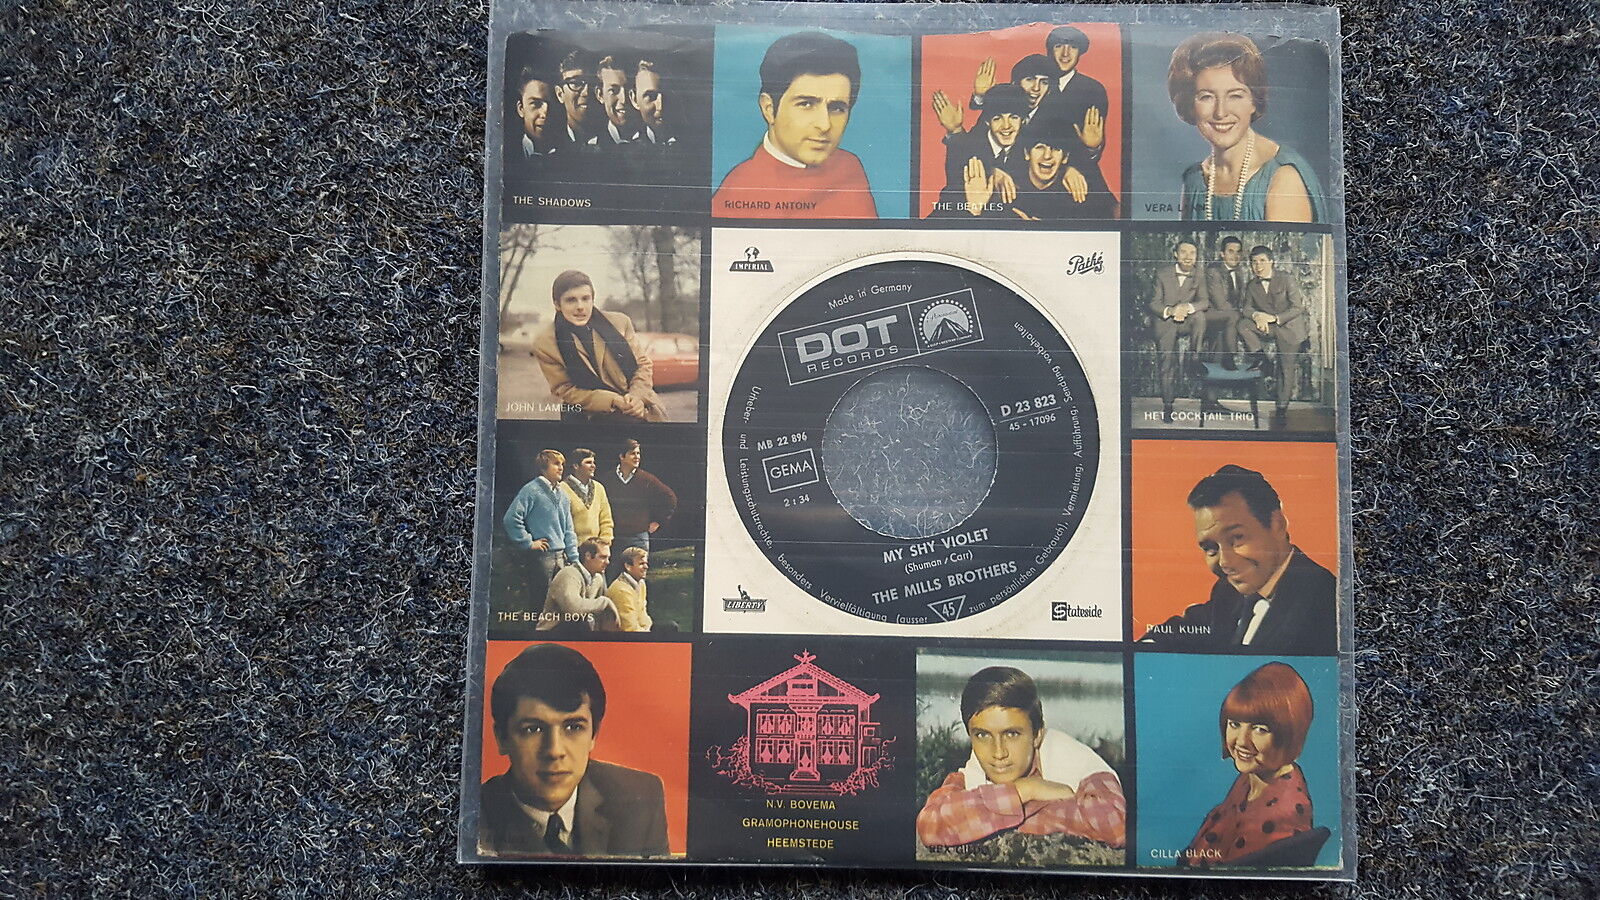 THE SHADOWS
RICHARD ANTONY
THE BEATLES
VERA LYNN
JOHN LAMERS
IMPERIAL
Pathé
Made in Germany
DOT
RECORDS
Paramount
D 23 823
45 - 17096
MB 22 896
GEMA
2:34
MY SHY VIOLET
(Shuman / Carr)
THE MILLS BROTHERS
45
Urheber- und Leistungsschutzrechte, besonders Vervielfältigung (ausser zum persönlichen Gebrauch), Vermietung, Aufführung, Sendung vorbehalten
LIBERTY
Stateside
HET COCKTAIL TRIO
THE BEACH BOYS
PAUL KUHN
N.V. BOVEMA
GRAMOPHONEHOUSE
HEEMSTEDE
REX GILDO
CILLA BLACK